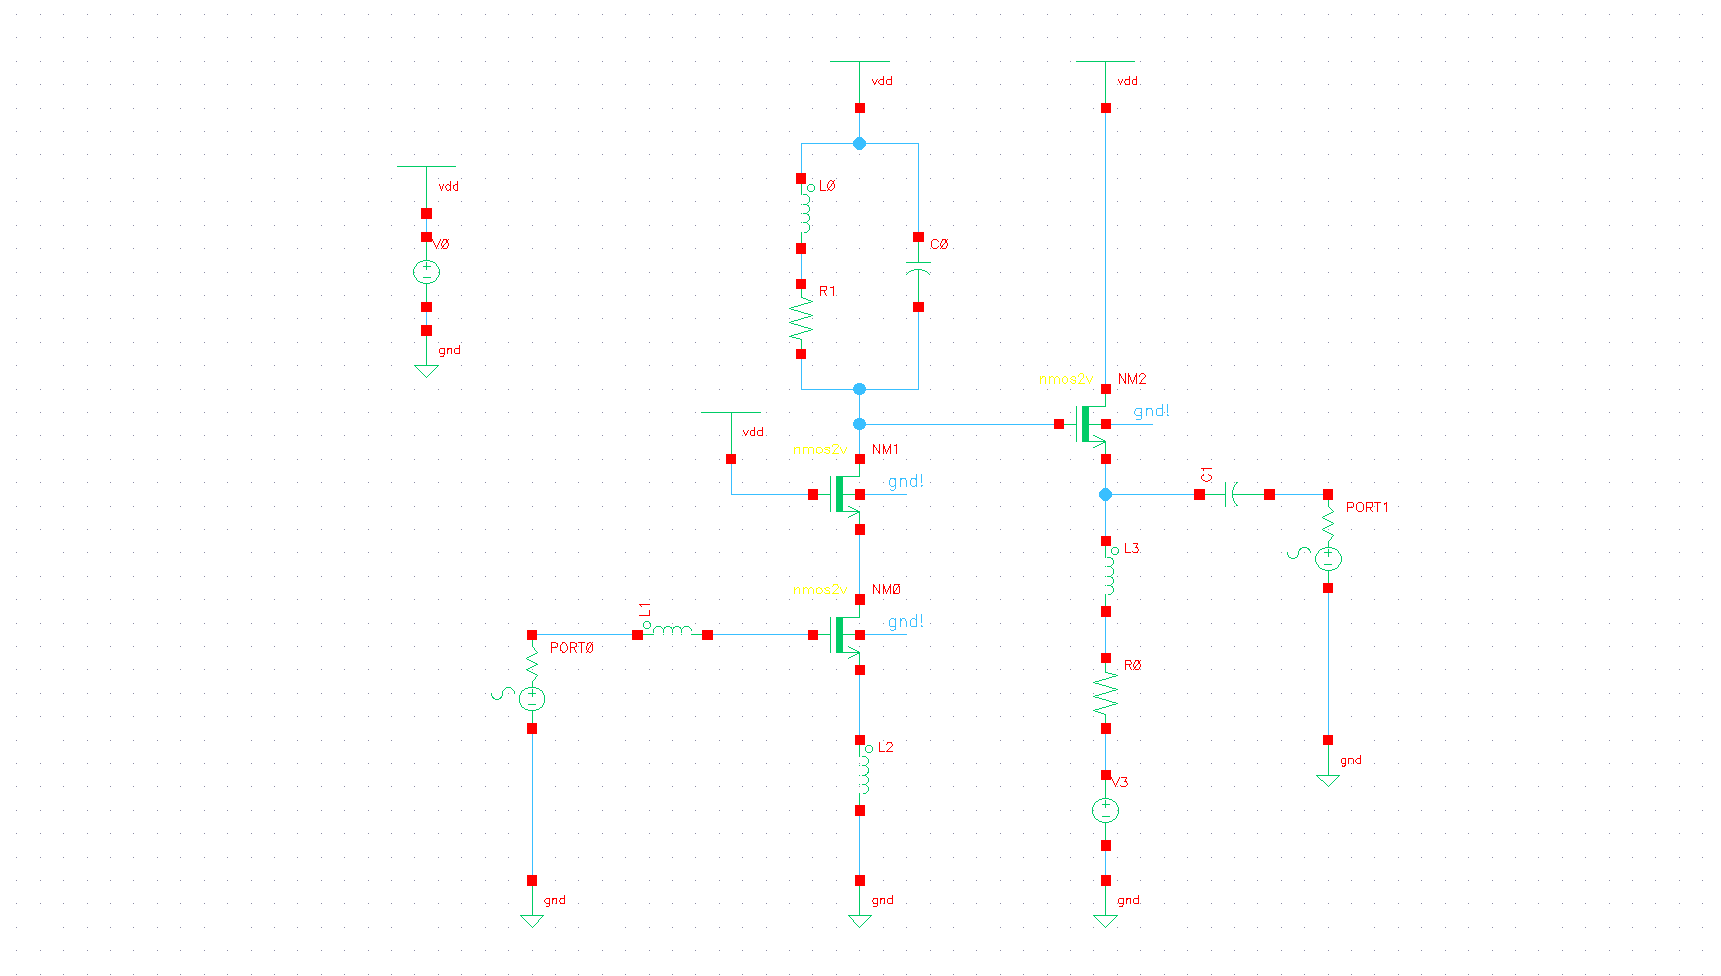 vdd
vdd
vdd
LØ
VØ
CØ
R1
gnd
nmos2v
NM2
gnd!
vdd
nmos2v
NM1
gnd!
C1
PORT1
L3
nmos2v
NMØ
L1
gnd!
PORTØ
RØ
L2
gnd
V3
gnd
gnd
gnd